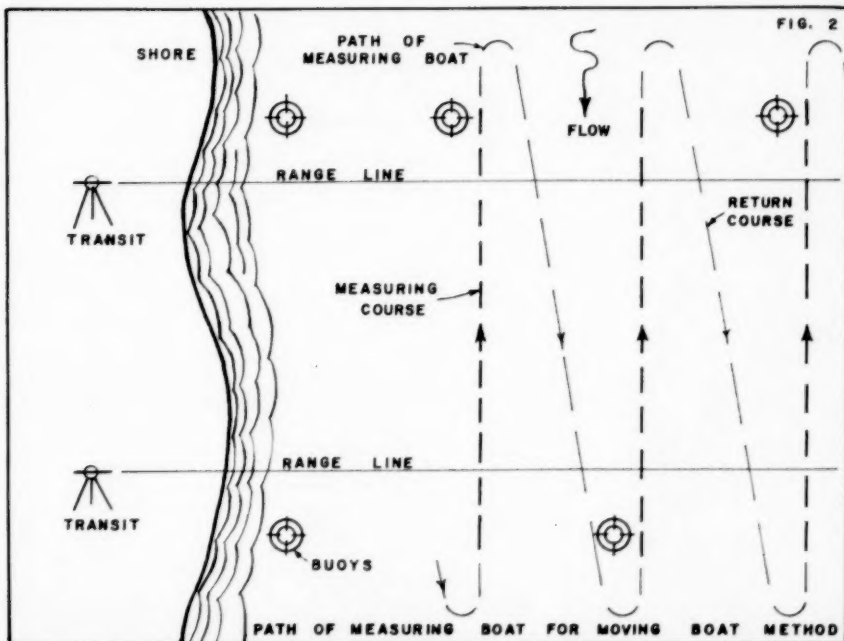 FIG. 2
SHORE
PATH OF
MEASURING BOAT
FLOW
RANGE LINE
TRANSIT
RETURN
COURSE
MEASURING
COURSE
RANGE LINE
TRANSIT
BUOYS
PATH OF MEASURING BOAT FOR MOVING BOAT METHOD